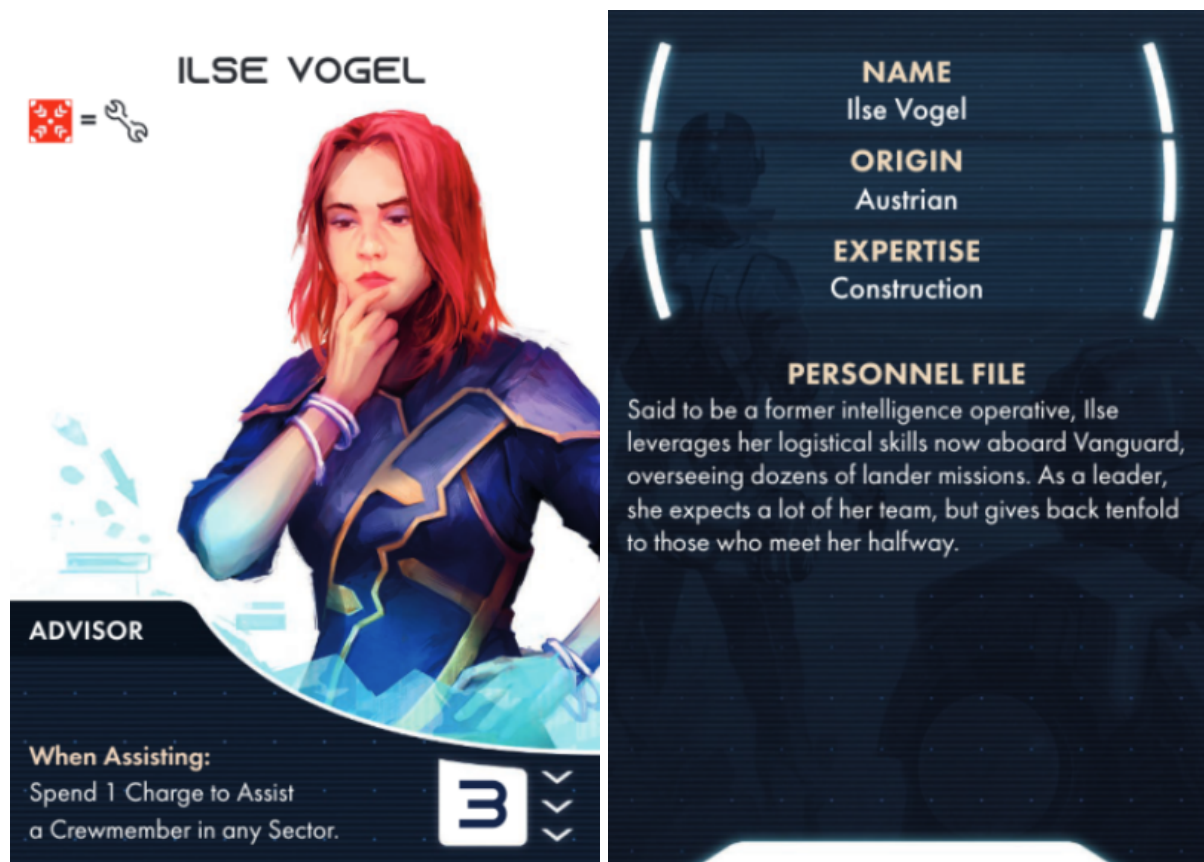 ILSE VOGEL
=
ADVISOR
When Assisting:
Spend 1 Charge to Assist
a Crewmember in any Sector.
3
NAME
Ilse Vogel
ORIGIN
Austrian
EXPERTISE
Construction
PERSONNEL FILE
Said to be a former intelligence operative, Ilse
leverages her logistical skills now aboard Vanguard,
overseeing dozens of lander missions. As a leader,
she expects a lot of her team, but gives back tenfold
to those who meet her halfway.